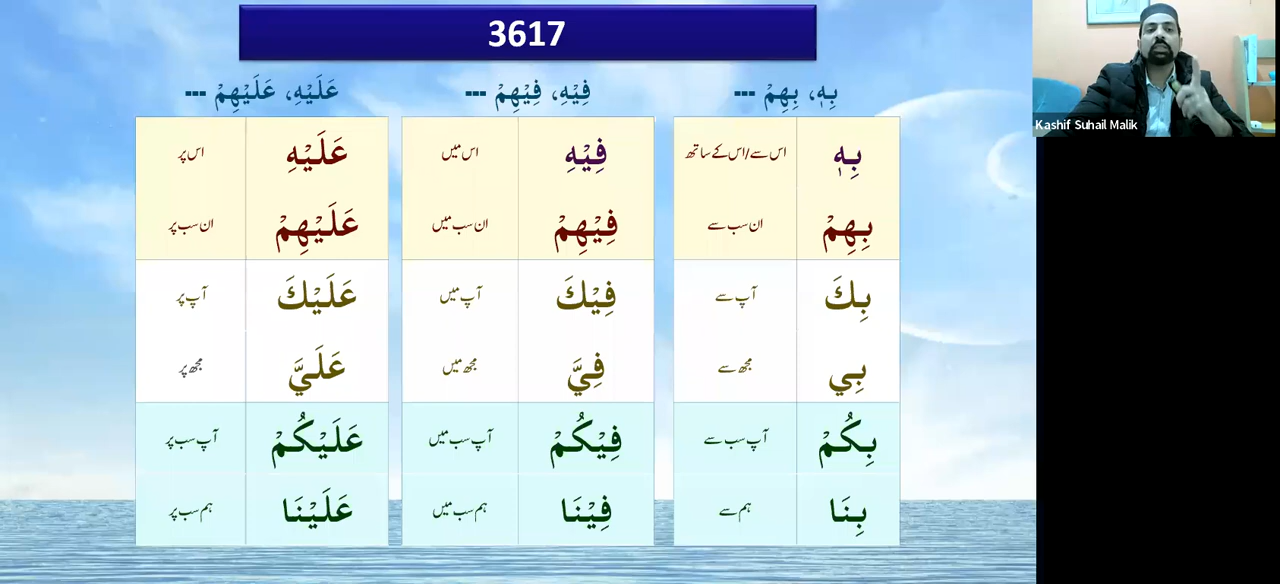 3617
بِهٖ، بِهِمْ ---
فِيْهِ، فِيْهِمْ ---
عَلَيْهِ، عَلَيْهِمْ ---
بِهٖ
اس سے/اس کے ساتھ
فِيْهِ
اس میں
عَلَيْهِ
اس پر
بِهِمْ
ان سب سے
فِيْهِمْ
ان سب میں
عَلَيْهِمْ
ان سب پر
بِكَ
آپ سے
فِيْكَ
آپ میں
عَلَيْكَ
آپ پر
بِي
مجھ سے
فِيَّ
مجھ میں
عَلَيَّ
مجھ پر
بِكُمْ
آپ سب سے
فِيْكُمْ
آپ سب میں
عَلَيْكُمْ
آپ سب پر
بِنَا
ہم سے
فِيْنَا
ہم سب میں
عَلَيْنَا
ہم سب پر
Kashif Suhail Malik